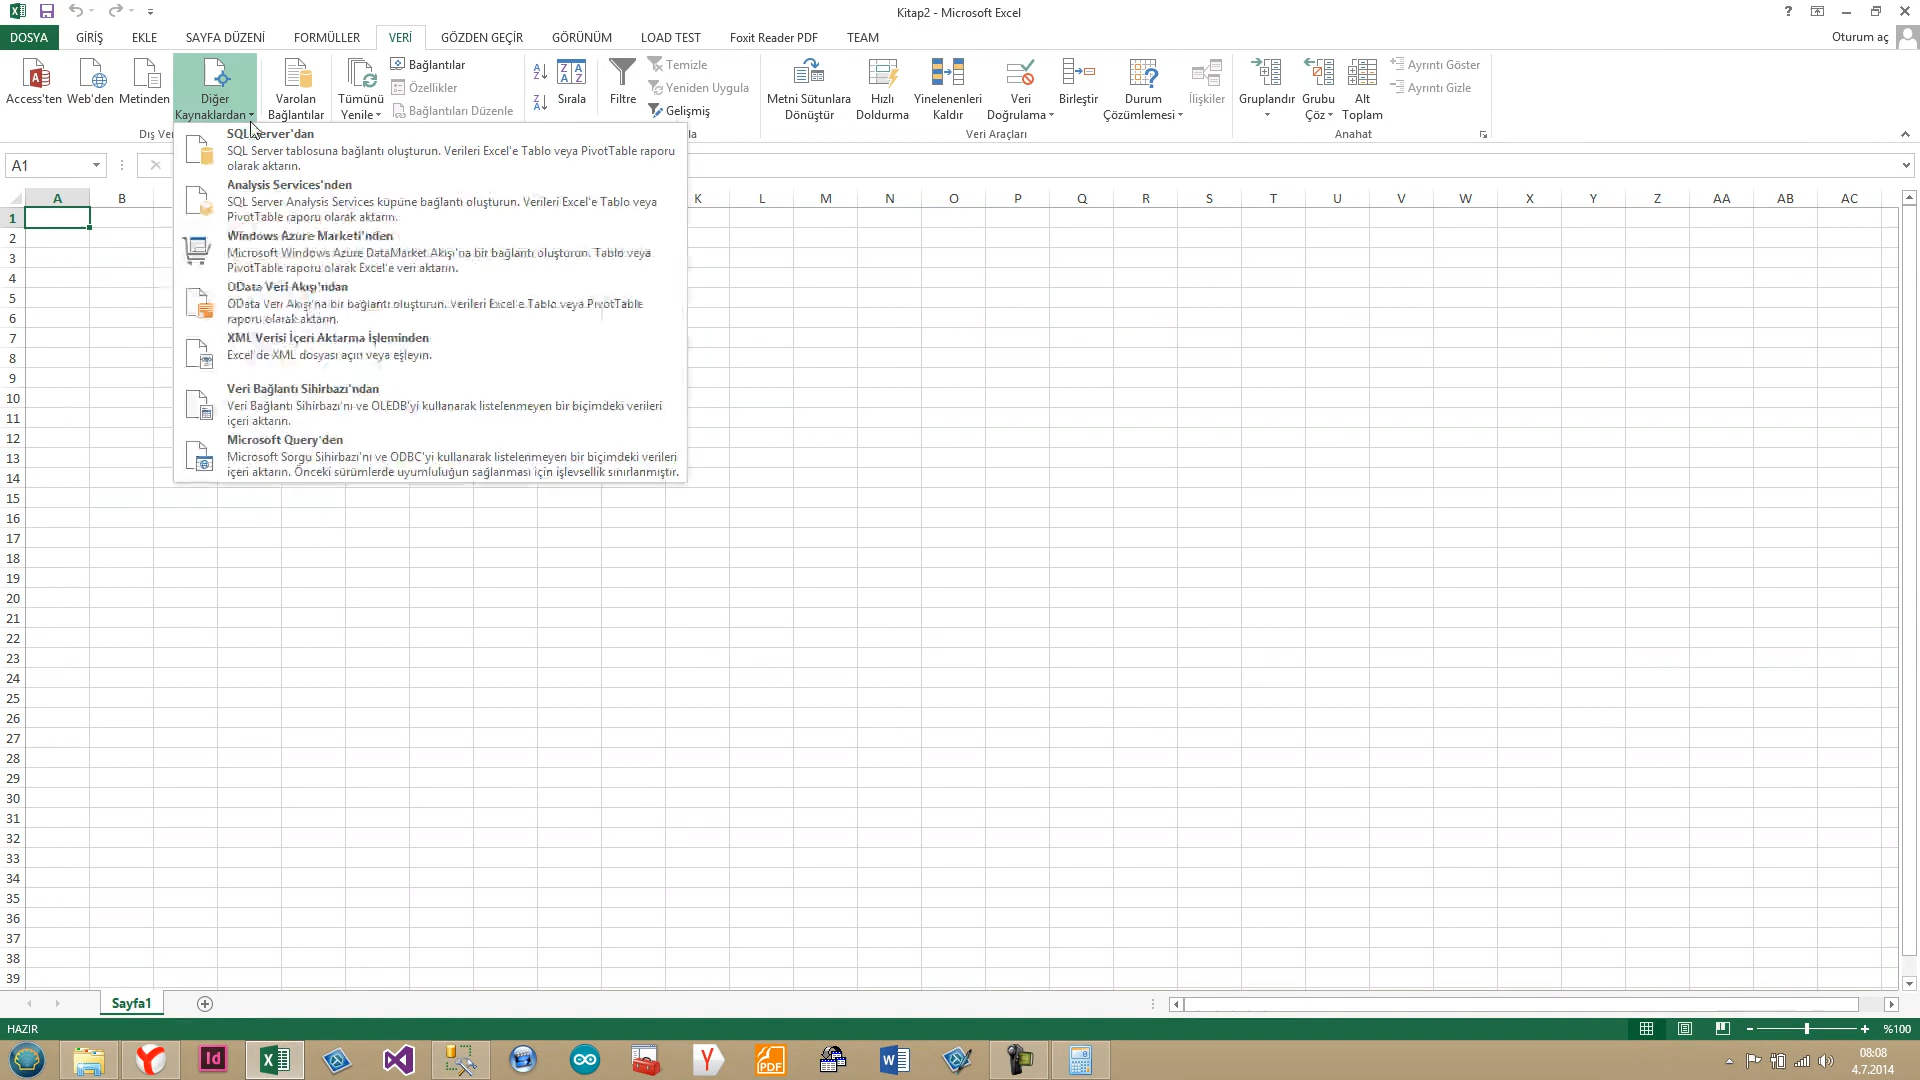 Kitap2 - Microsoft Excel
DOSYA GİRİŞ EKLE SAYFA DÜZENİ FORMÜLLER VERİ GÖZDEN GEÇİR GÖRÜNÜM LOAD TEST Foxit Reader PDF TEAM Oturum aç
Access'ten Web'den Metinden Diğer Kaynaklardan Varolan Bağlantılar Tümünü Yenile
Bağlantılar
Özellikler
Bağlantıları Düzenle
Sırala Filtre
Temizle
Yeniden Uygula
Gelişmiş
Metni Sütunlara Dönüştür Hızlı Doldurma Yinelenenleri Kaldır Veri Doğrulama Birleştir Durum Çözümlemesi İlişkiler
Gruplandır Grubu Çöz Alt Toplam
Ayrıntı Göster
Ayrıntı Gizle
Dış Ve
la
Veri Araçları
Anahat
A1
SQL Server'dan
SQL Server tablosuna bağlantı oluşturun. Verileri Excel'e Tablo veya PivotTable raporu
olarak aktarın.
Analysis Services'nden
SQL Server Analysis Services küpüne bağlantı oluşturun. Verileri Excel'e Tablo veya
PivotTable raporu olarak aktarın.
Windows Azure Marketi'nden
Microsoft Windows Azure DataMarket Akışı'na bir bağlantı oluşturun. Tablo veya
PivotTable raporu olarak Excel'e veri aktarın.
OData Veri Akışı'ndan
OData Veri Akışı'na bir bağlantı oluşturun. Verileri Excel'e Tablo veya PivotTable
raporu olarak aktarın.
XML Verisi İçeri Aktarma İşleminden
Excel'de XML dosyası açın veya eşleyin.
Veri Bağlantı Sihirbazı'ndan
Veri Bağlantı Sihirbazı'nı ve OLEDB'yi kullanarak listelenmeyen bir biçimdeki verileri
içeri aktarın.
Microsoft Query'den
Microsoft Sorgu Sihirbazı'nı ve ODBC'yi kullanarak listelenmeyen bir biçimdeki verileri
içeri aktarın. Önceki sürümlerde uyumluluğun sağlanması için işlevsellik sınırlanmıştır.
A B K L M N O P Q R S T U V W X Y Z AA AB AC
1
2
3
4
5
6
7
8
9
10
11
12
13
14
15
16
17
18
19
20
21
22
23
24
25
26
27
28
29
30
31
32
33
34
35
36
37
38
39
Sayfa1
HAZIR %100
08:08
4.7.2014